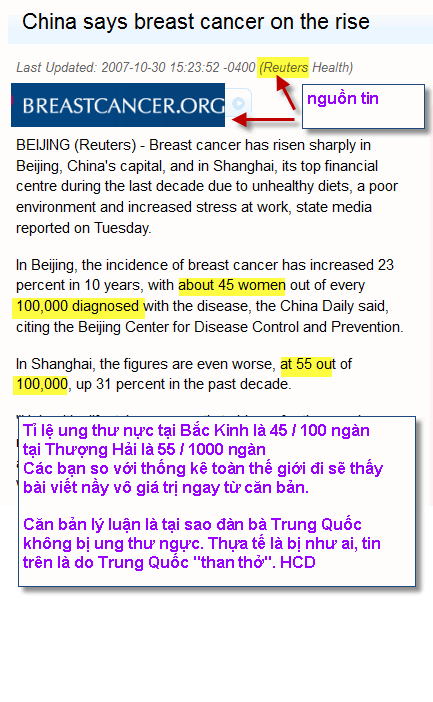 China says breast cancer on the rise
Last Updated: 2007-10-30 15:23:52 -0400 (Reuters Health)
BREASTCANCER.ORG
nguồn tin
BEIJING (Reuters) - Breast cancer has risen sharply in
Beijing, China's capital, and in Shanghai, its top financial
centre during the last decade due to unhealthy diets, a poor
environment and increased stress at work, state media
reported on Tuesday.
In Beijing, the incidence of breast cancer has increased 23
percent in 10 years, with about 45 women out of every
100,000 diagnosed with the disease, the China Daily said,
citing the Beijing Center for Disease Control and Prevention.
In Shanghai, the figures are even worse, at 55 out of
100,000, up 31 percent in the past decade.
Tỉ lệ ung thư nực tại Bắc Kinh là 45 / 100 ngàn
tại Thượng Hải là 55 / 1000 ngàn
Các bạn so với thống kê toàn thế giới đi sẽ thấy
bài viết nầy vô giá trị ngay từ căn bản.
Căn bản lý luận là tại sao đàn bà Trung Quốc
không bị ung thư ngực. Thựa tế là bị như ai, tin
trên là do Trung Quốc "than thở". HCD